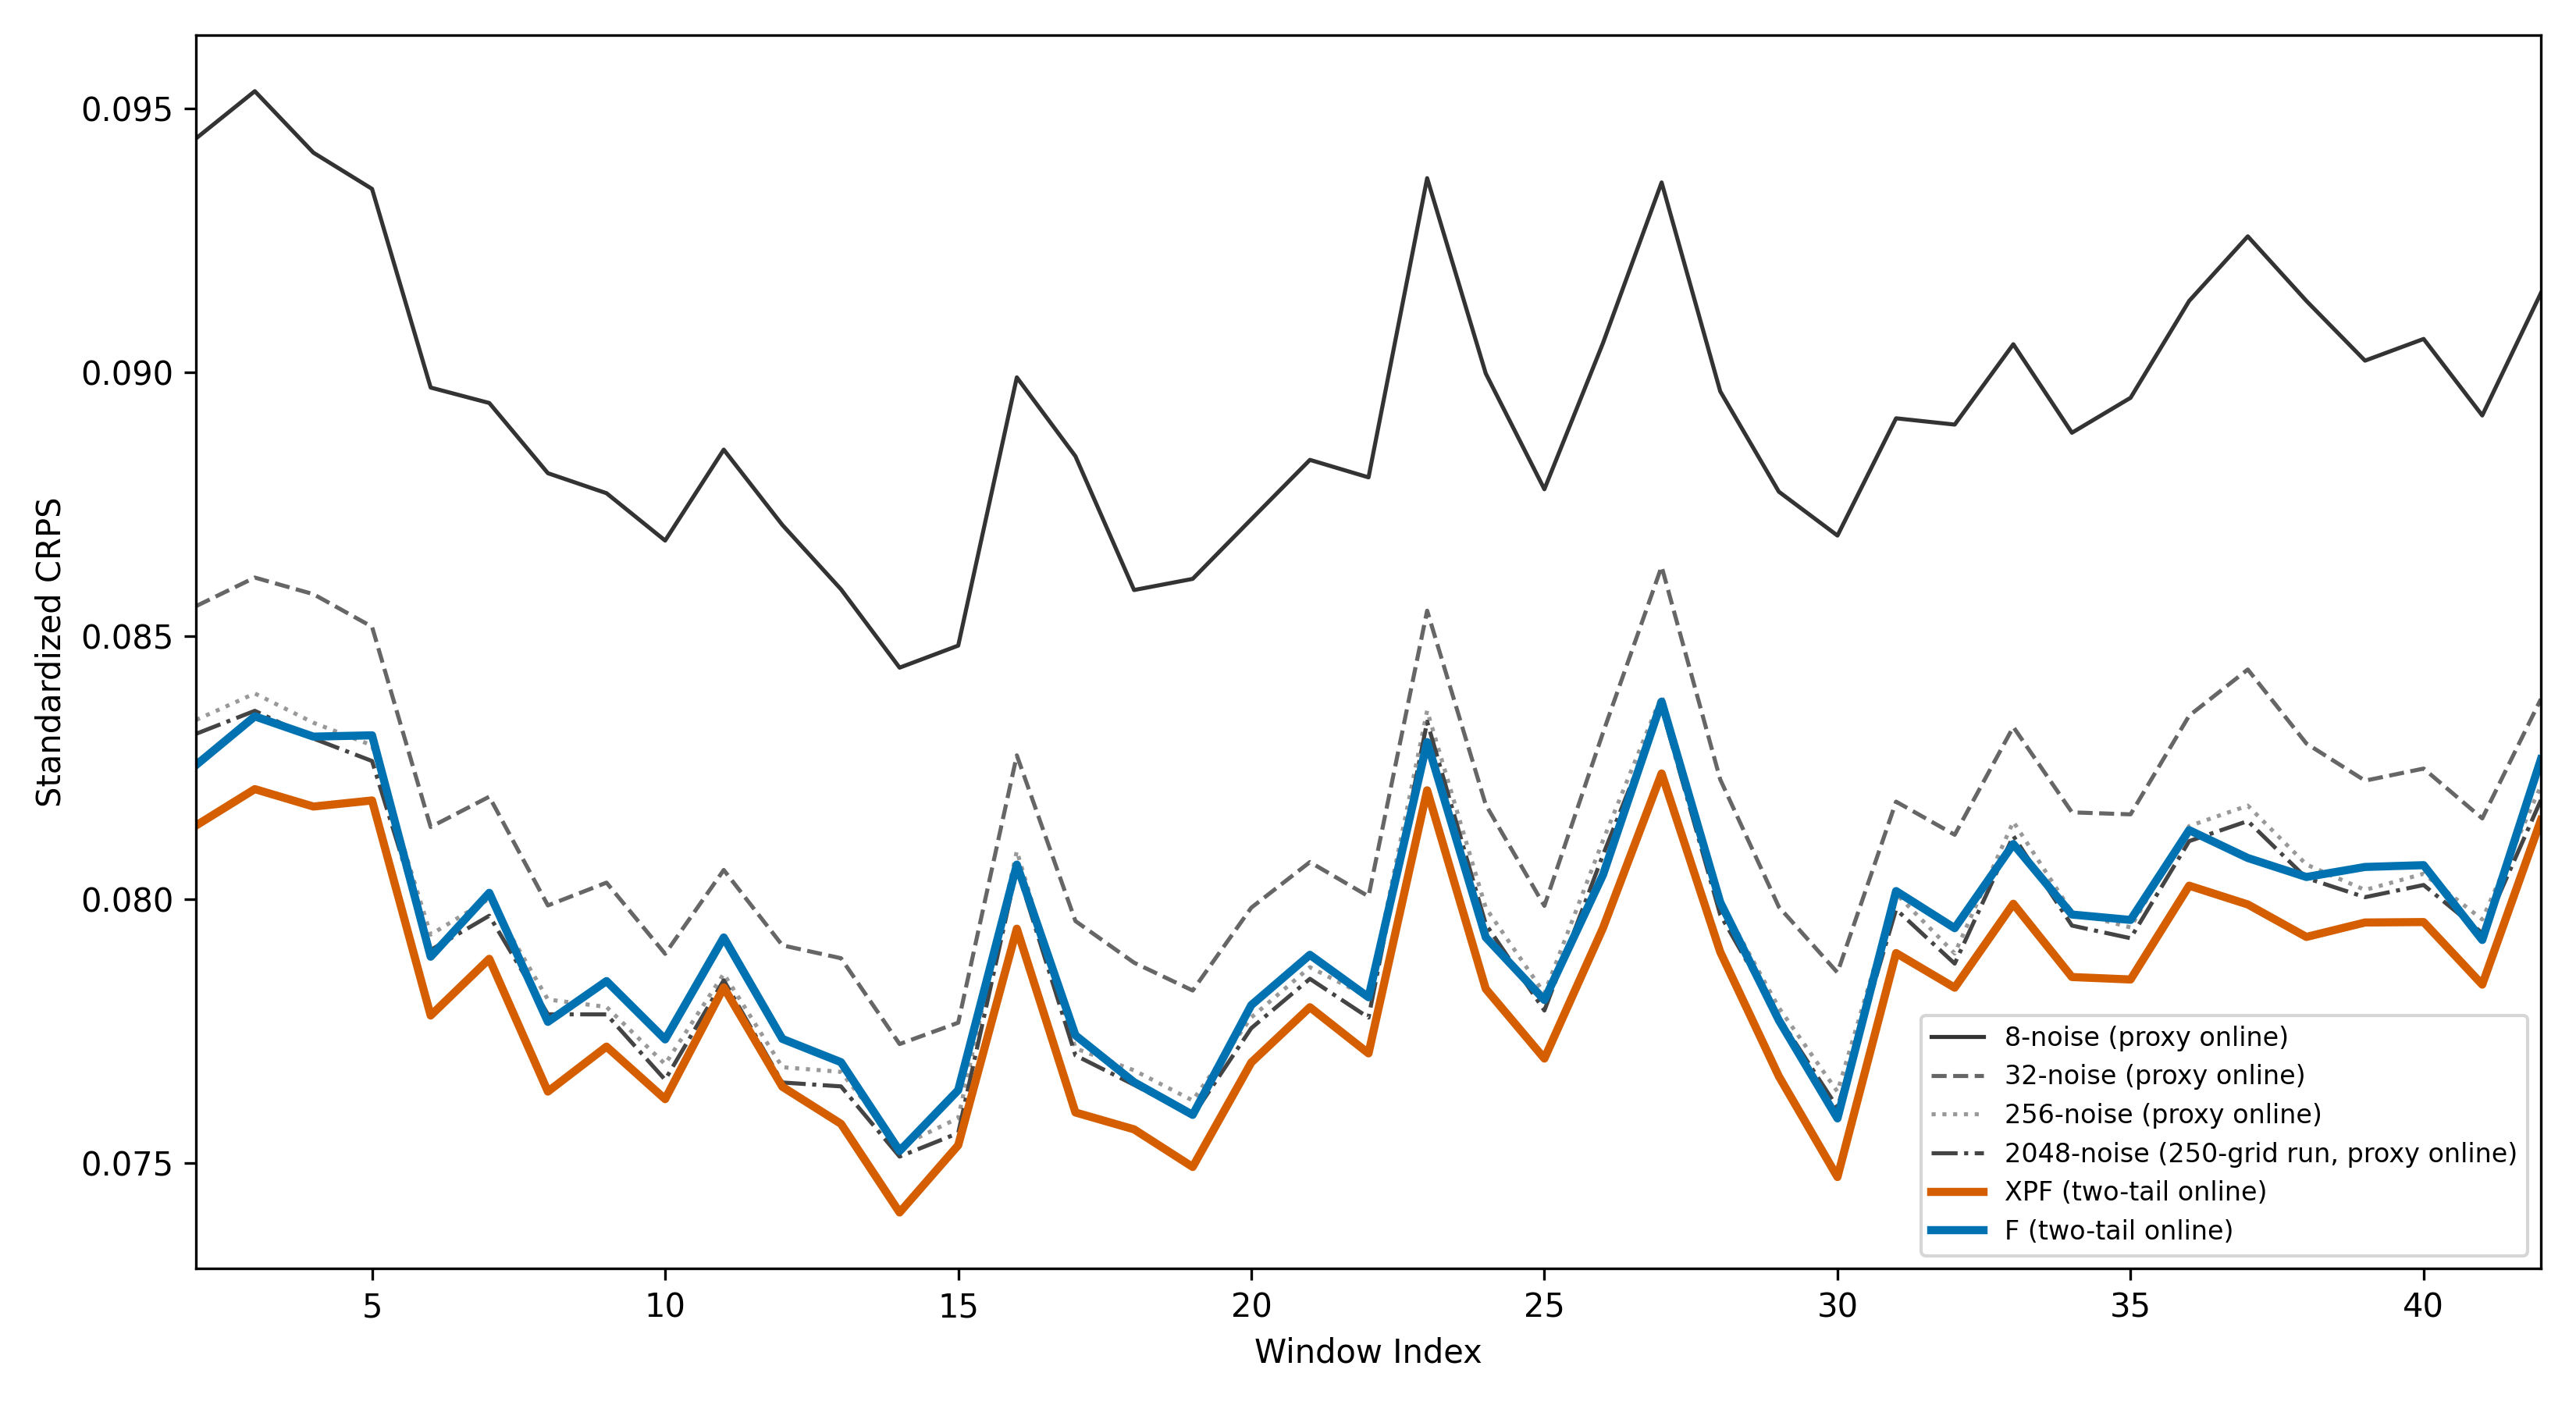 0.095
0.090
0.085
0.080
0.075
Standardized CRPS
5 10 15 20 25 30 35 40
Window Index
8-noise (proxy online)
32-noise (proxy online)
256-noise (proxy online)
2048-noise (250-grid run, proxy online)
XPF (two-tail online)
F (two-tail online)